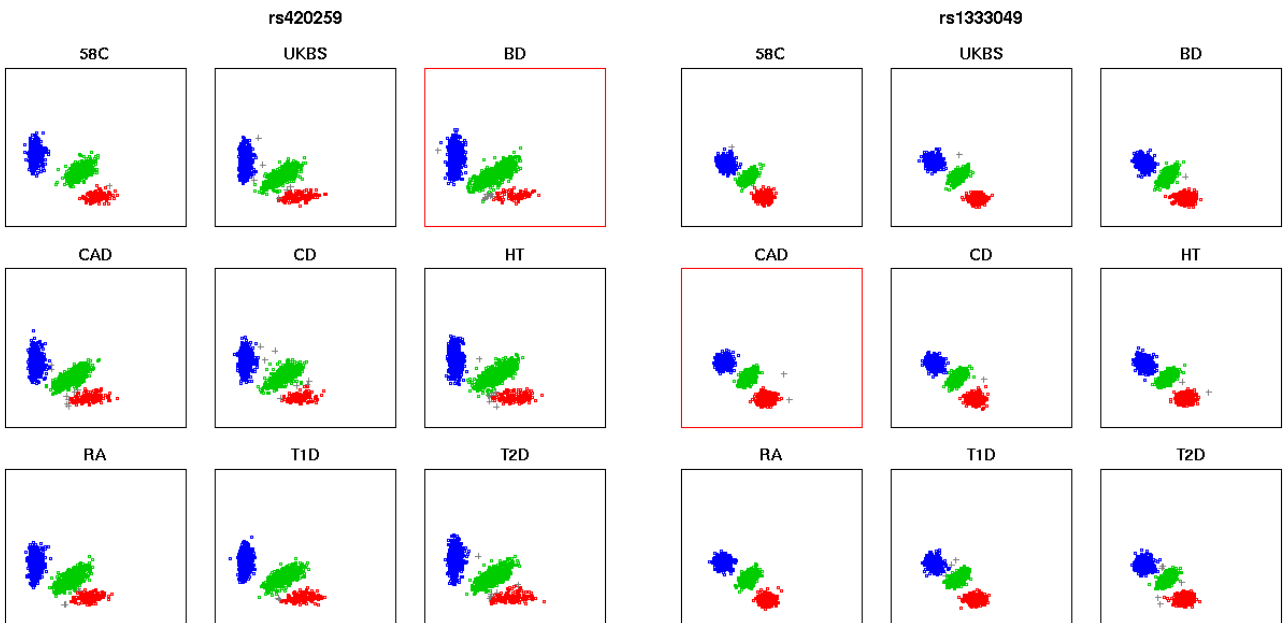 rs420259
58C UKBS BD
CAD CD HT
RA T1D T2D
rs1333049
58C UKBS BD
CAD CD HT
RA T1D T2D